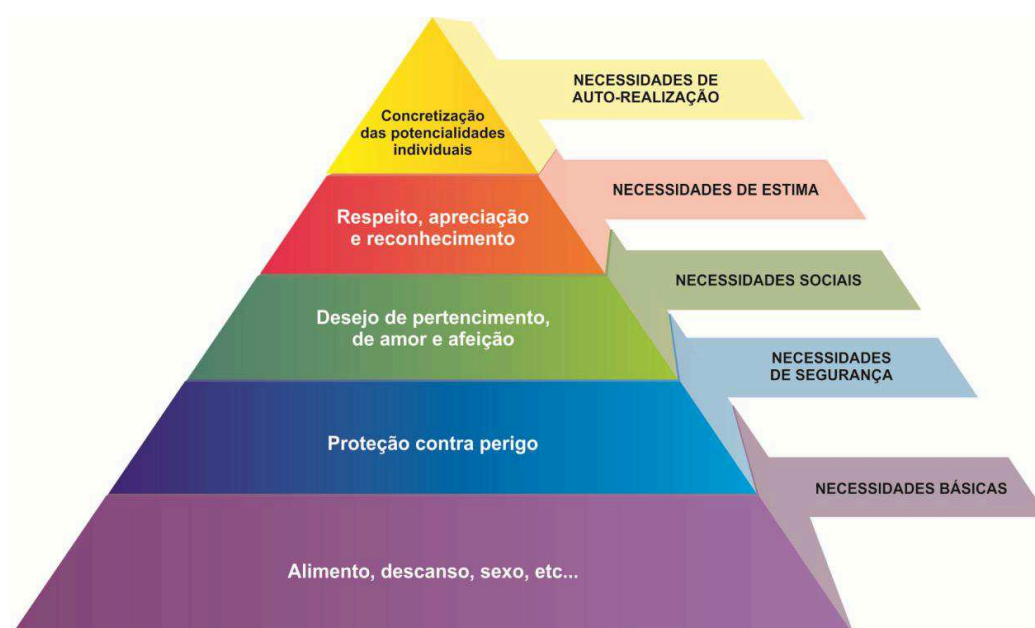 NECESSIDADES DE
AUTO-REALIZAÇÃO
Concretização
das potencialidades
individuais
NECESSIDADES DE ESTIMA
Respeito, apreciação
e reconhecimento
NECESSIDADES SOCIAIS
Desejo de pertencimento,
de amor e afeição
NECESSIDADES
DE SEGURANÇA
Proteção contra perigo
NECESSIDADES BÁSICAS
Alimento, descanso, sexo, etc...